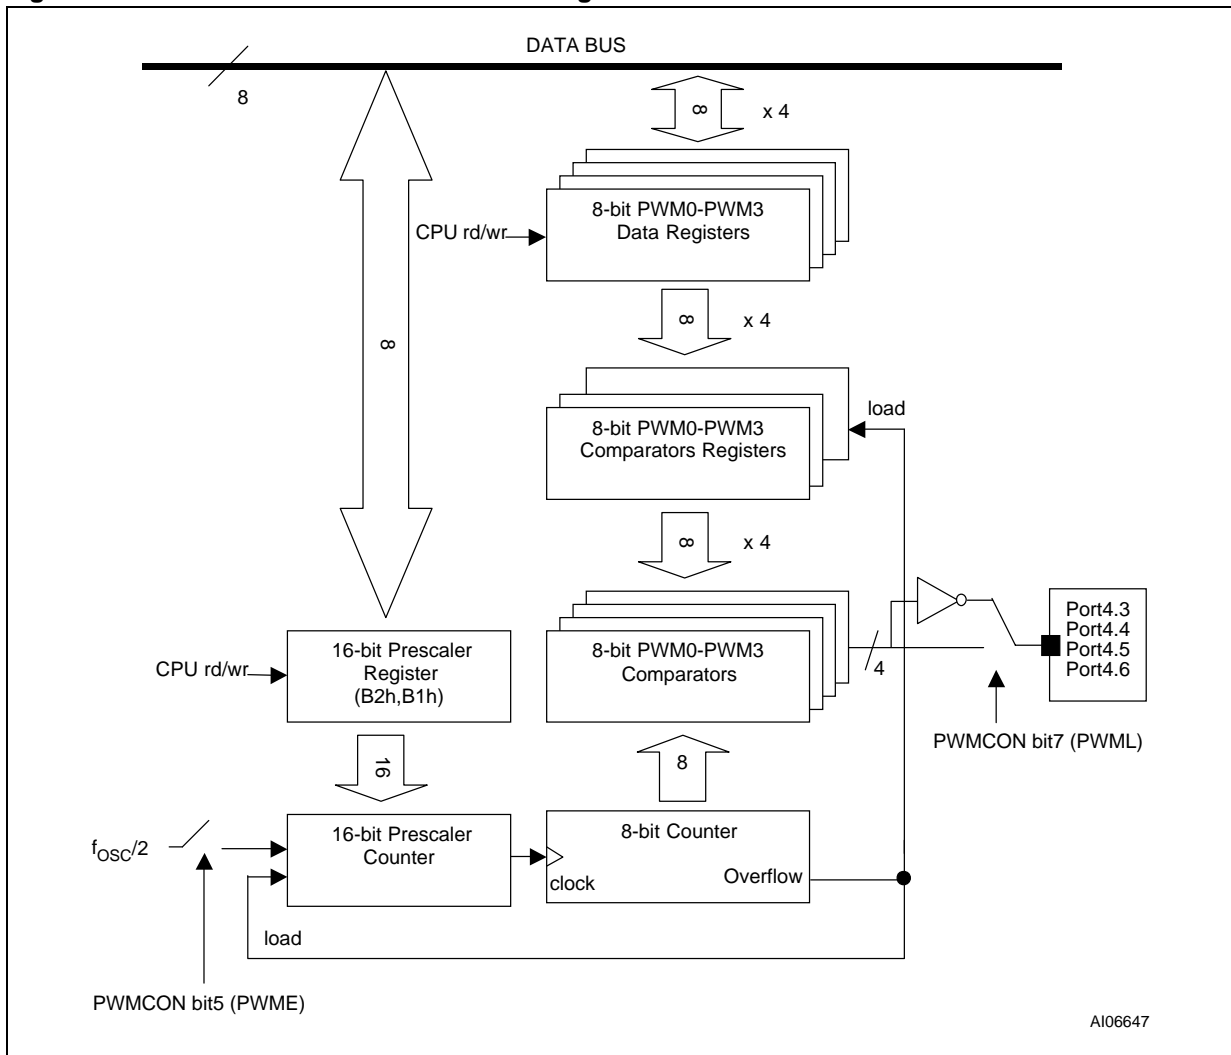 DATA BUS
8
8
x 4
8-bit PWM0-PWM3
Data Registers
CPU rd/wr
8
x 4
8
load
8-bit PWM0-PWM3
Comparators Registers
8
x 4
Port4.3
Port4.4
Port4.5
Port4.6
16-bit Prescaler
Register
(B2h,B1h)
8-bit PWM0-PWM3
Comparators
4
CPU rd/wr
PWMCON bit7 (PWML)
16
8
fOSC/2
16-bit Prescaler
Counter
8-bit Counter
clock
Overflow
load
PWMCON bit5 (PWME)
AI06647